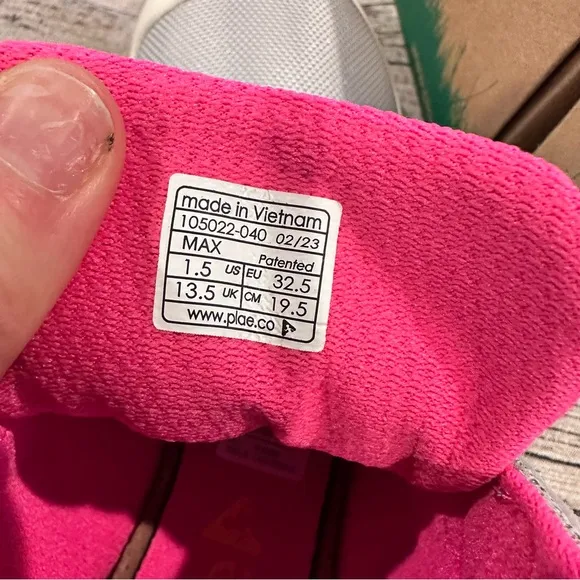 made in Vietnam
105022-040 02/23
MAX Patented
1.5 US EU 32.5
13.5 UK CM 19.5
www.plae.co